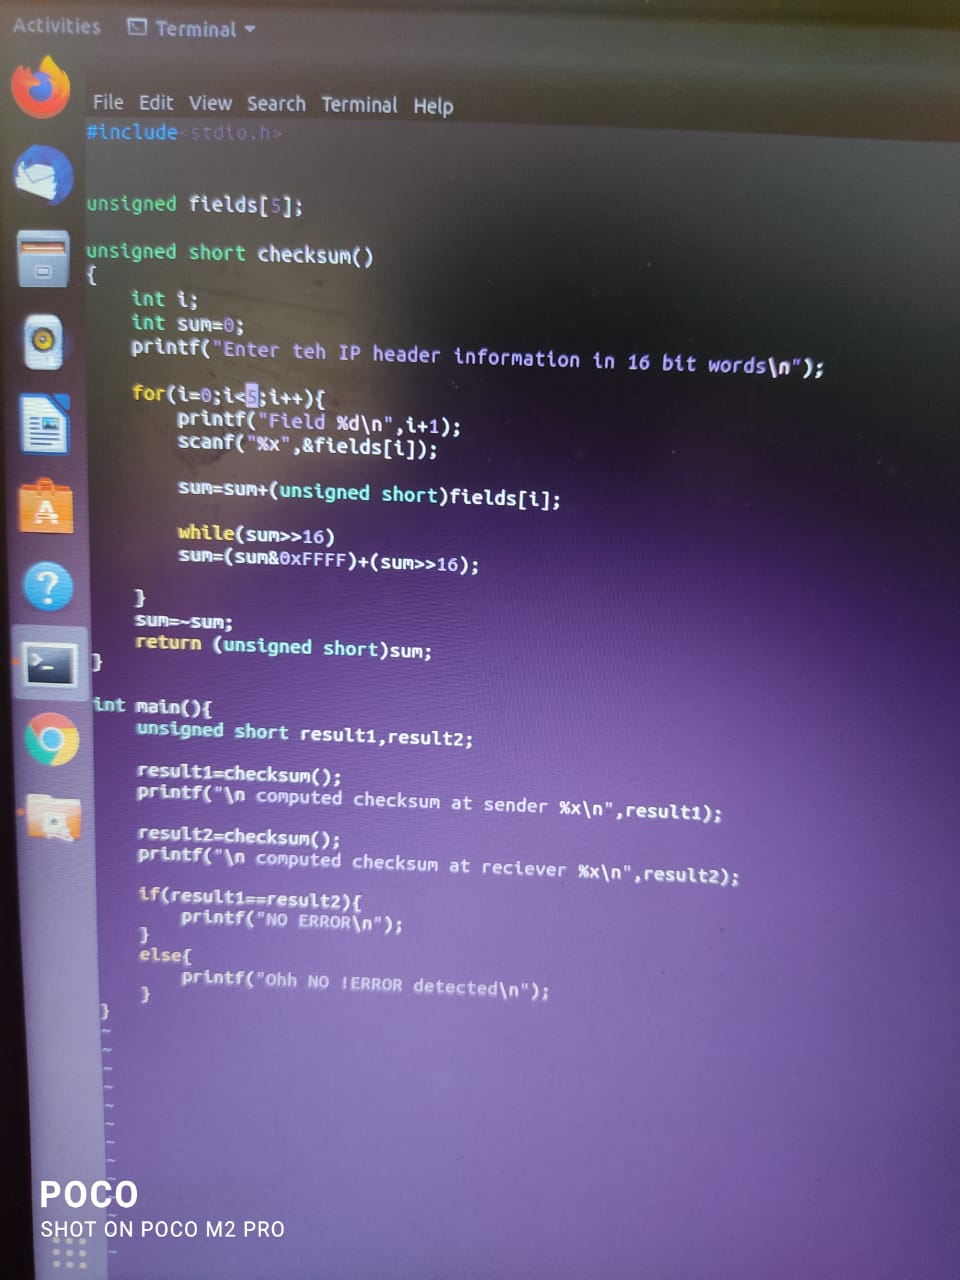 Activities Terminal
File Edit View Search Terminal Help
#include<stdio.h>
unsigned fields[5];
unsigned short checksum()
{
int i;
int sum=0;
printf("Enter teh IP header information in 16 bit words\n");
for(i=0;i<5;i++){
printf("Field %d\n",i+1);
scanf("%x",&fields[i]);
sum=sum+(unsigned short)fields[i];
while(sum>>16)
sum=(sum&0xFFFF)+(sum>>16);
}
sum=~sum;
return (unsigned short)sum;
}
int main(){
unsigned short result1,result2;
result1=checksum();
printf("\n computed checksum at sender %x\n",result1);
result2=checksum();
printf("\n computed checksum at reciever %x\n",result2);
if(result1==result2){
printf("NO ERROR\n");
}
else{
printf("Ohh NO !ERROR detected\n");
}
}
~
~
~
~
~
~
~
~
~
~
~
~
POCO
SHOT ON POCO M2 PRO